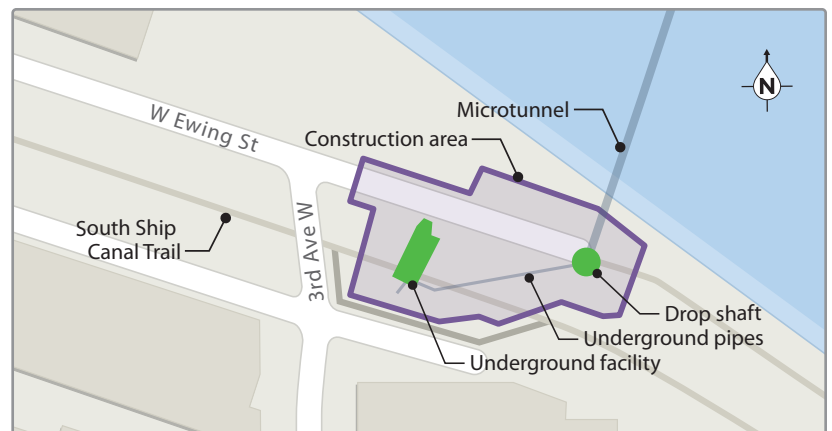 Microtunnel
N
W Ewing St
Construction area
3rd Ave W
South Ship
Canal Trail
Drop shaft
Underground pipes
Underground facility